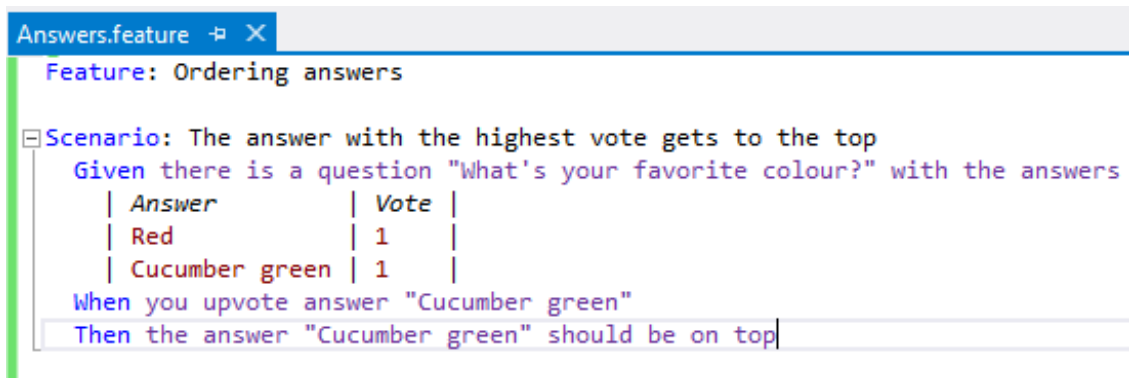 Answers.feature
Feature: Ordering answers
Scenario: The answer with the highest vote gets to the top
Given there is a question "What's your favorite colour?" with the answers
| Answer | Vote |
| Red | 1 |
| Cucumber green | 1 |
When you upvote answer "Cucumber green"
Then the answer "Cucumber green" should be on top